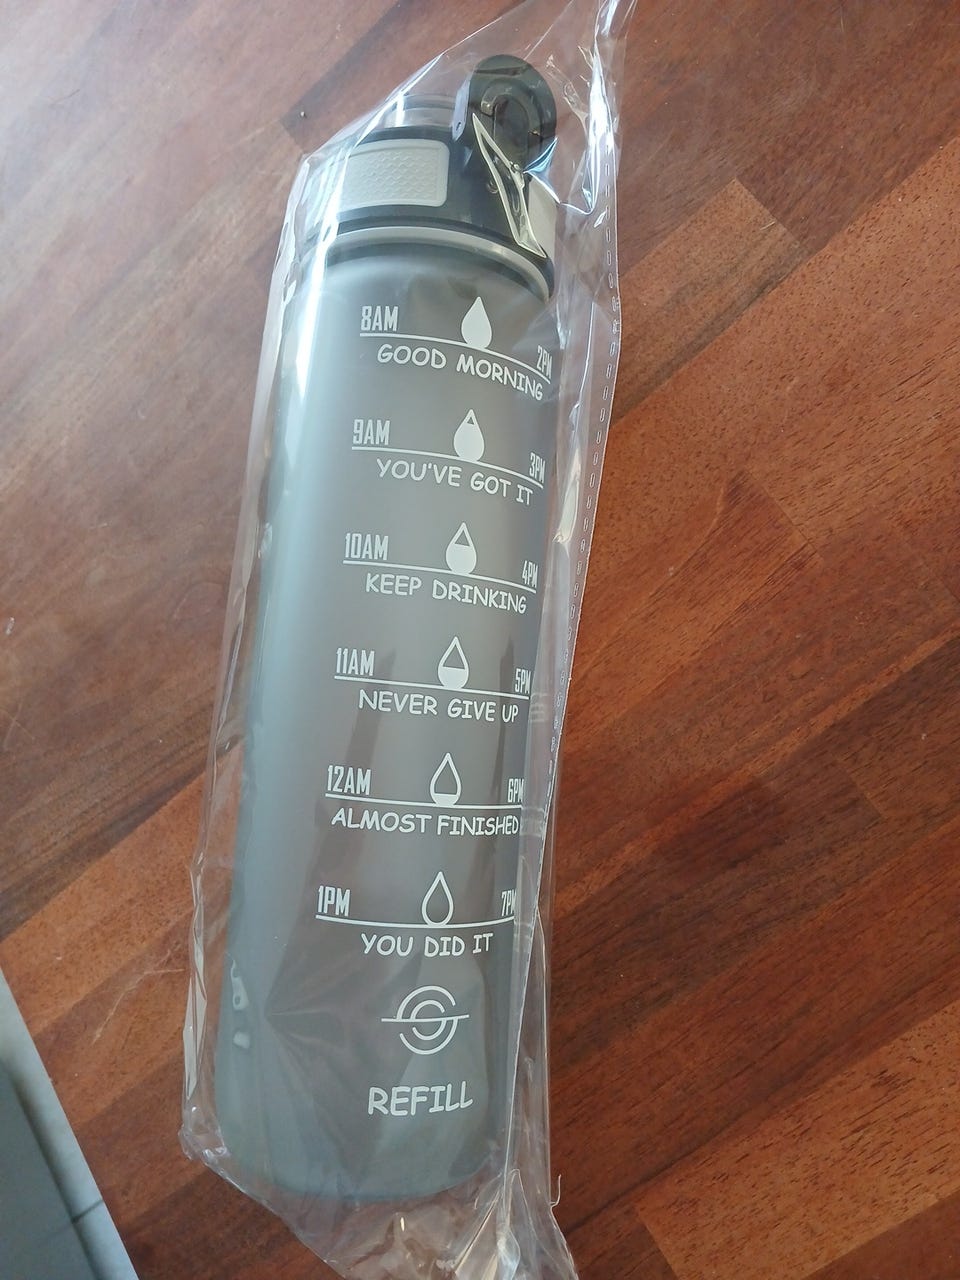 8AM 2PM
GOOD MORNING
9AM 3PM
YOU'VE GOT IT
10AM 4PM
KEEP DRINKING
11AM 5PM
NEVER GIVE UP
12AM 6PM
ALMOST FINISHED
1PM 7PM
YOU DID IT
REFILL